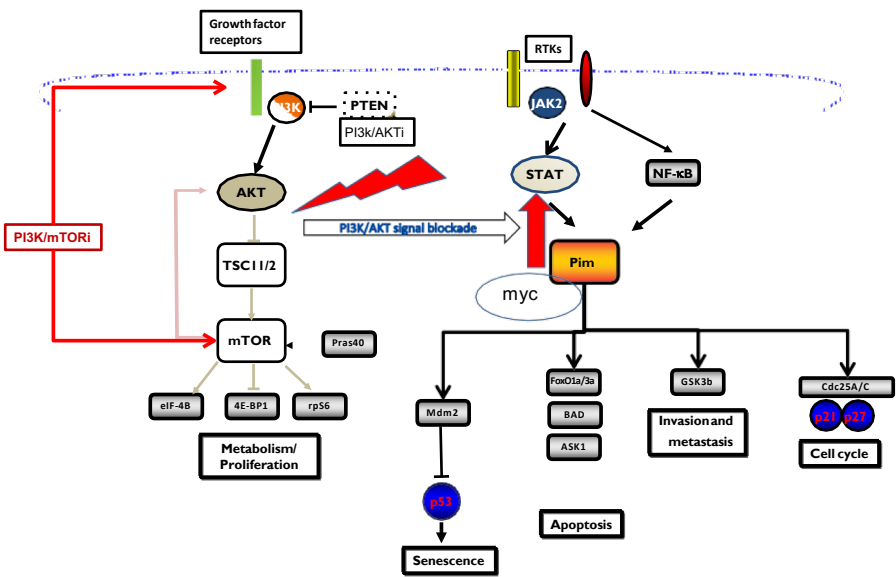 Growth factor
receptors
RTKs
PTEN
PI3k/AKTi
JAK2
AKT
STAT
NF-κB
PI3K/mTORi
PI3K/AKT signal blockade
TSC11/2
Pim
myc
mTOR
Pras40
eIF-4B
4E-BP1
rpS6
Metabolism/
Proliferation
Mdm2
FoxO1a/3a
BAD
ASK1
GSK3b
Invasion and
metastasis
Cdc25A/C
p21
p27
Cell cycle
p53
Apoptosis
Senescence